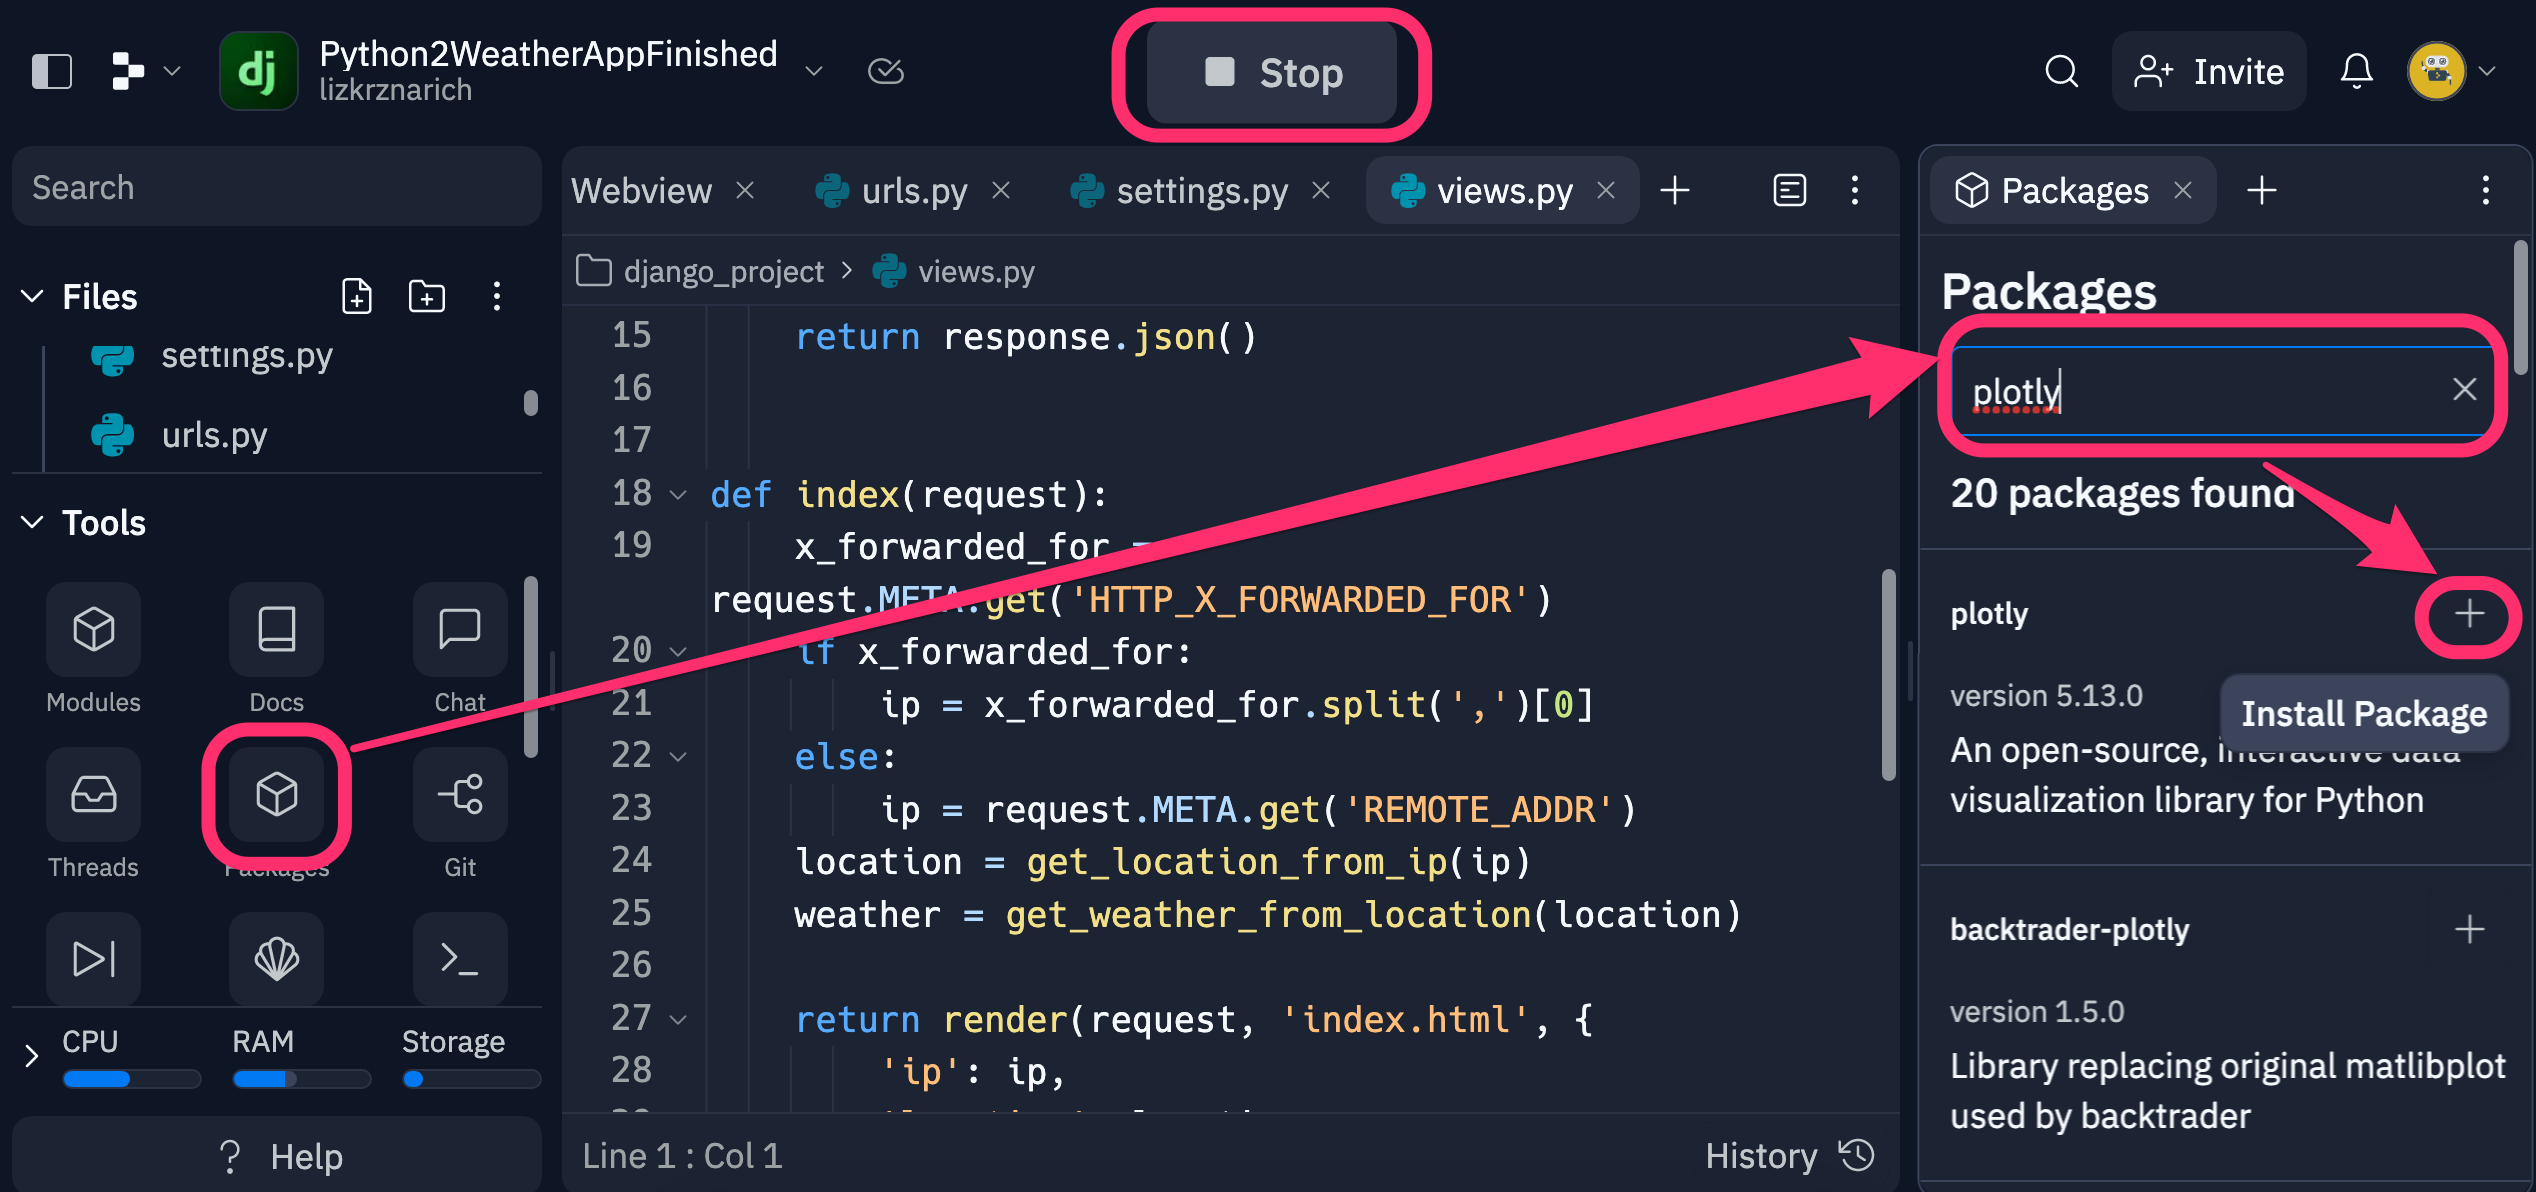 dj
Python2WeatherAppFinished
lizkrznarich
Stop
Invite
Search
Files
settings.py
urls.py
Tools
Modules
Docs
Chat
Threads
Packages
Git
CPU
RAM
Storage
? Help
Webview
urls.py
settings.py
views.py
django_project > views.py
15 return response.json()
16
17
18 def index(request):
19 x_forwarded_for =
request.META.get('HTTP_X_FORWARDED_FOR')
20 if x_forwarded_for:
21 ip = x_forwarded_for.split(',')[0]
22 else:
23 ip = request.META.get('REMOTE_ADDR')
24 location = get_location_from_ip(ip)
25 weather = get_weather_from_location(location)
26
27 return render(request, 'index.html', {
28 'ip': ip,
Line 1 : Col 1
History
Packages
Packages
plotly
20 packages found
plotly
version 5.13.0
Install Package
An open-source, interactive data
visualization library for Python
backtrader-plotly
version 1.5.0
Library replacing original matlibplot
used by backtrader